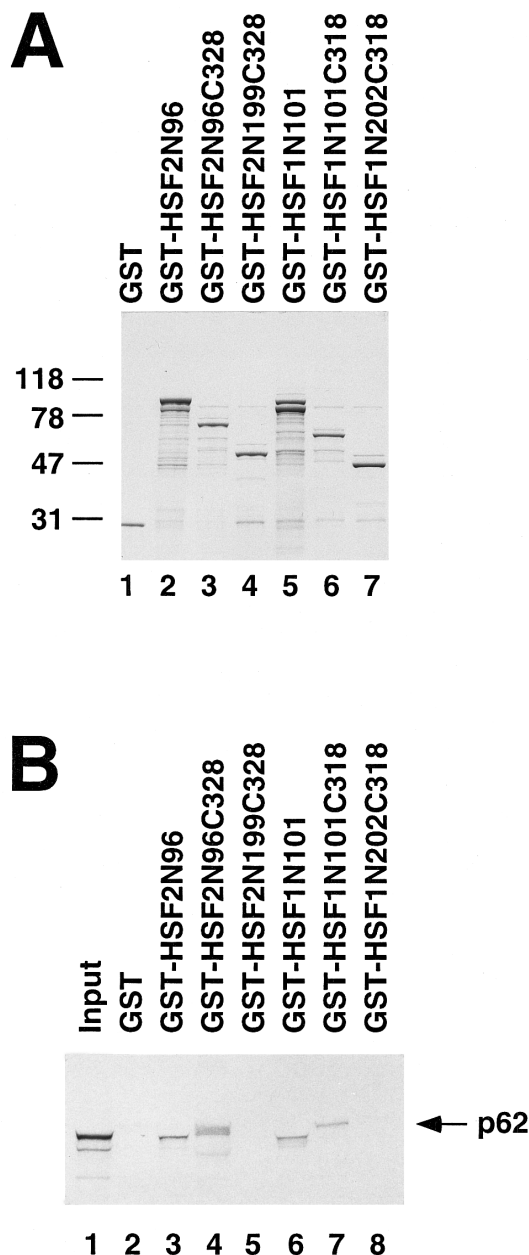 A
GST
GST-HSF2N96
GST-HSF2N96C328
GST-HSF2N199C328
GST-HSF1N101
GST-HSF1N101C318
GST-HSF1N202C318
118
78
47
31
1 2 3 4 5 6 7
B
Input
GST
GST-HSF2N96
GST-HSF2N96C328
GST-HSF2N199C328
GST-HSF1N101
GST-HSF1N101C318
GST-HSF1N202C318
p62
1 2 3 4 5 6 7 8